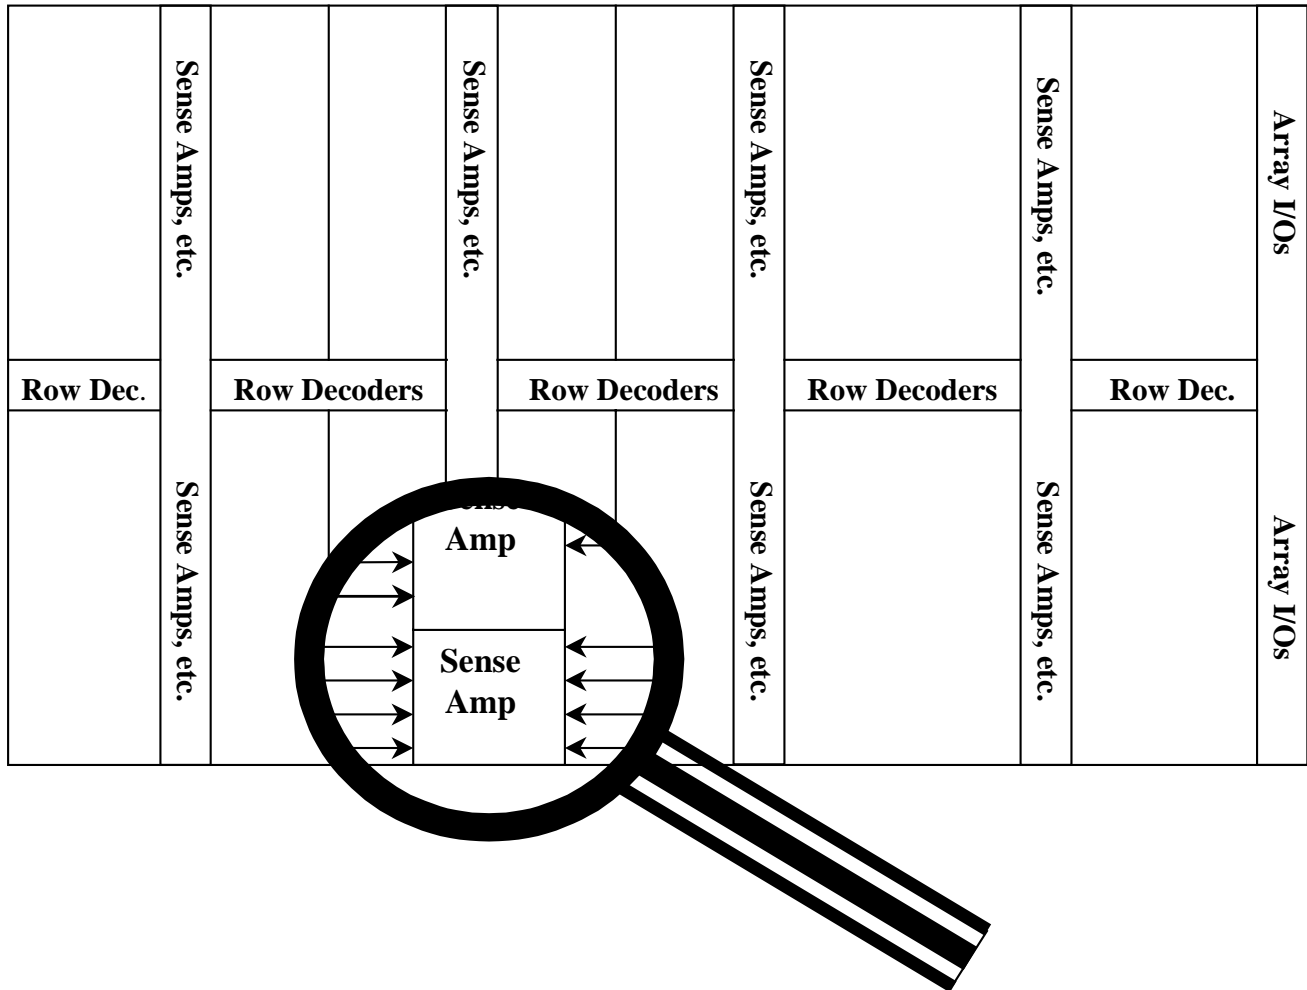 Sense Amps, etc.
Sense Amps, etc.
Sense Amps, etc.
Sense Amps, etc.
Array I/Os
Row Dec.
Row Decoders
Row Decoders
Row Decoders
Row Dec.
Sense Amps, etc.
Sense
Amp
Sense
Amp
Sense Amps, etc.
Sense Amps, etc.
Array I/Os